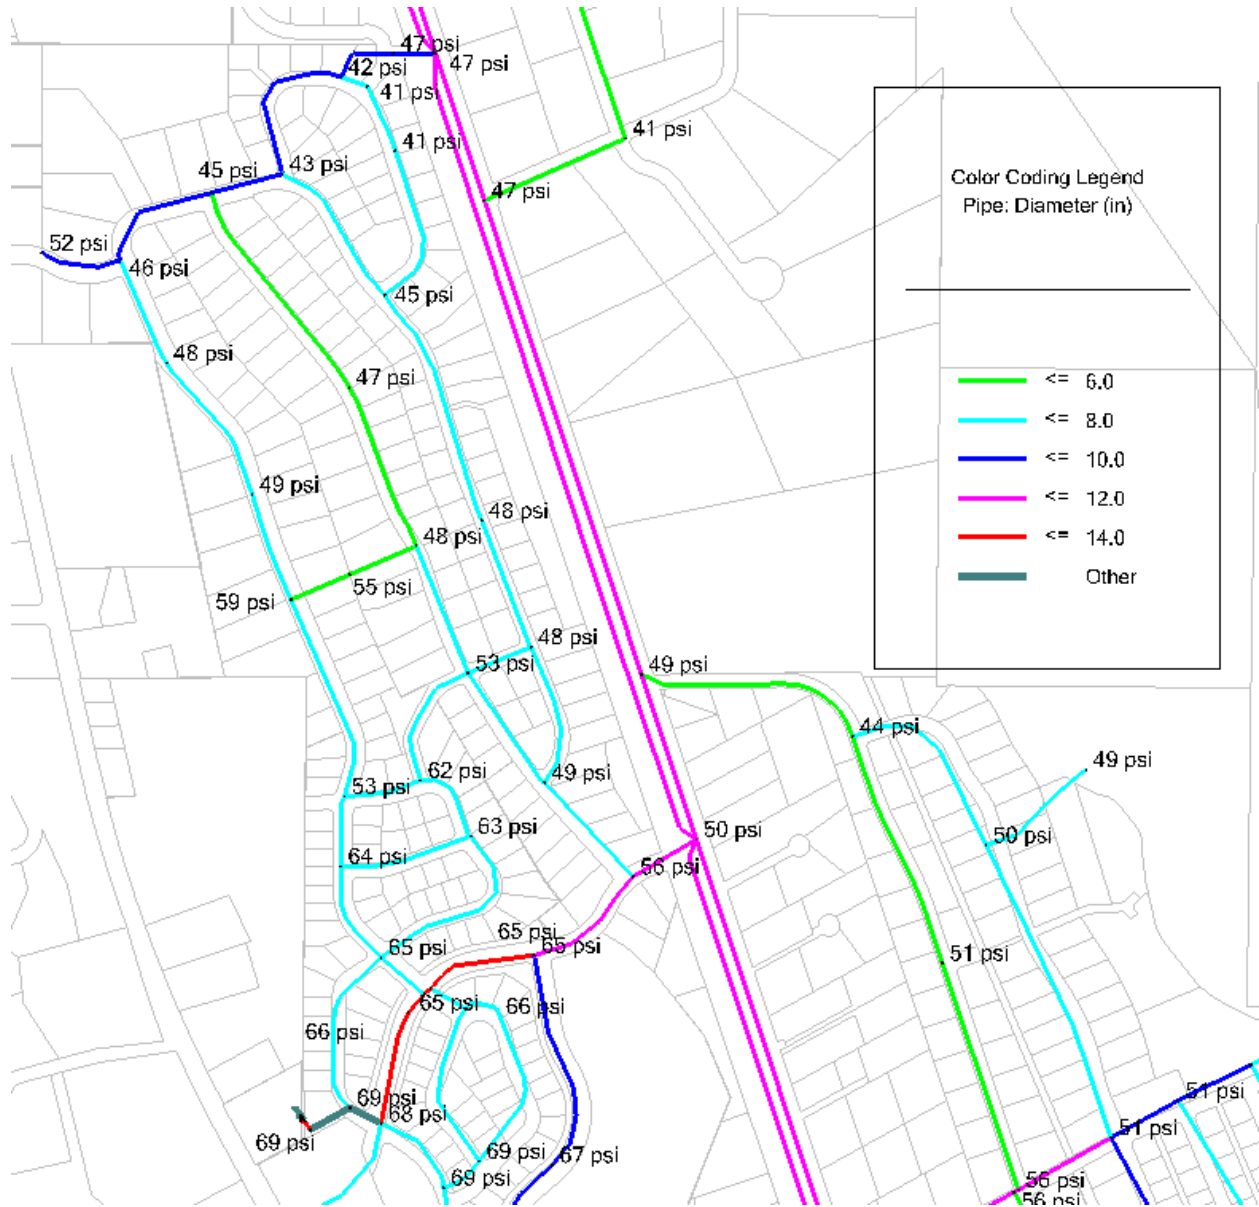 47 psi
47 psi
42 psi
41 psi
41 psi
41 psi
43 psi
45 psi
47 psi
52 psi
46 psi
45 psi
48 psi
47 psi
49 psi
48 psi
48 psi
55 psi
59 psi
48 psi
53 psi
49 psi
44 psi
49 psi
62 psi
49 psi
53 psi
50 psi
63 psi
50 psi
64 psi
56 psi
65 psi
65 psi
65 psi
51 psi
65 psi
66 psi
66 psi
69 psi
51 psi
68 psi
69 psi
51 psi
69 psi
67 psi
69 psi
56 psi
56 psi
Color Coding Legend
Pipe: Diameter (in)
<= 6.0
<= 8.0
<= 10.0
<= 12.0
<= 14.0
Other